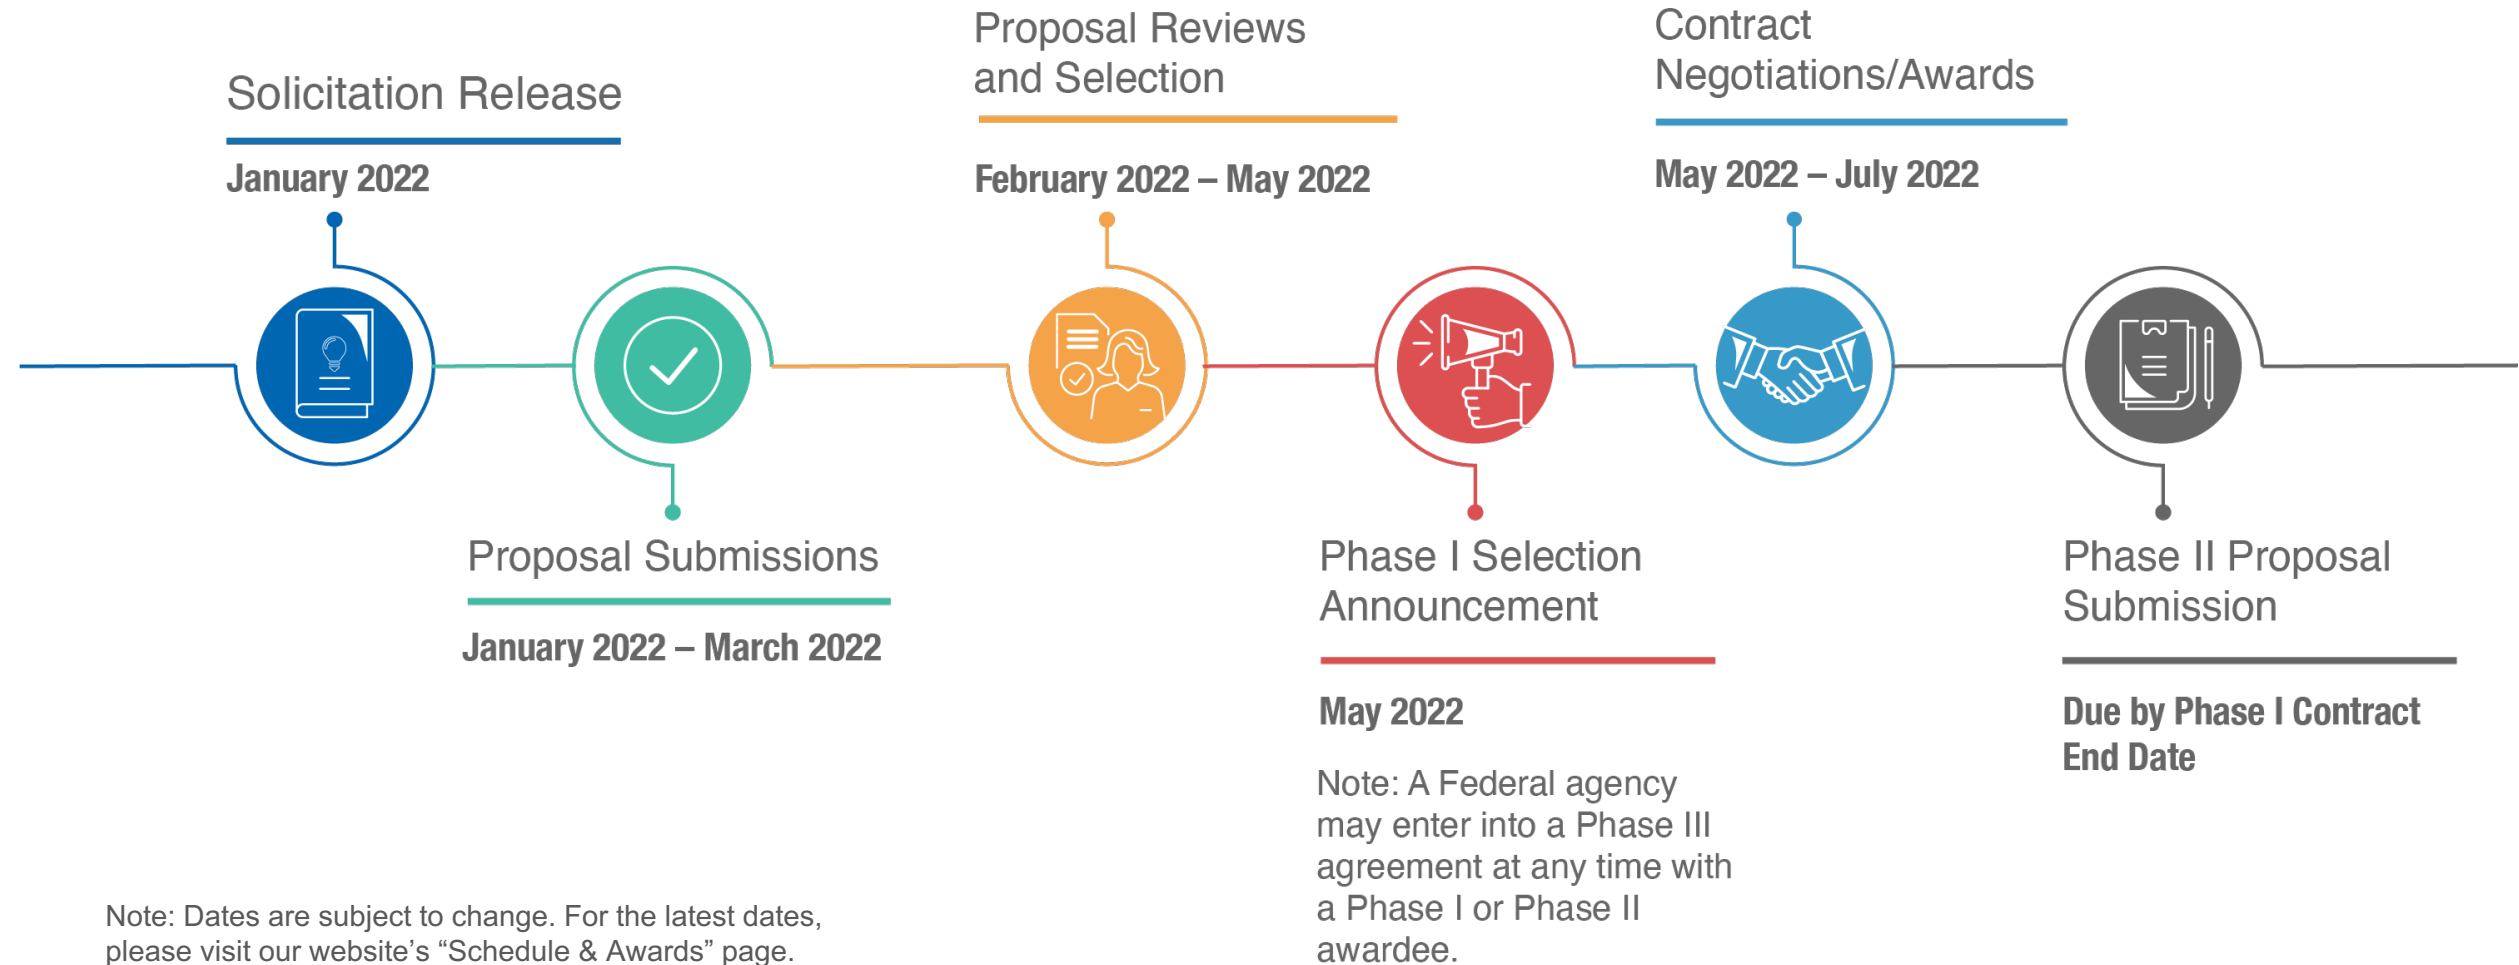 Solicitation Release
January 2022
Proposal Submissions
January 2022 – March 2022
Proposal Reviews
and Selection
February 2022 – May 2022
Phase I Selection
Announcement
May 2022
Note: A Federal agency
may enter into a Phase III
agreement at any time with
a Phase I or Phase II
awardee.
Contract
Negotiations/Awards
May 2022 – July 2022
Phase II Proposal
Submission
Due by Phase I Contract
End Date
Note: Dates are subject to change. For the latest dates,
please visit our website’s “Schedule & Awards” page.